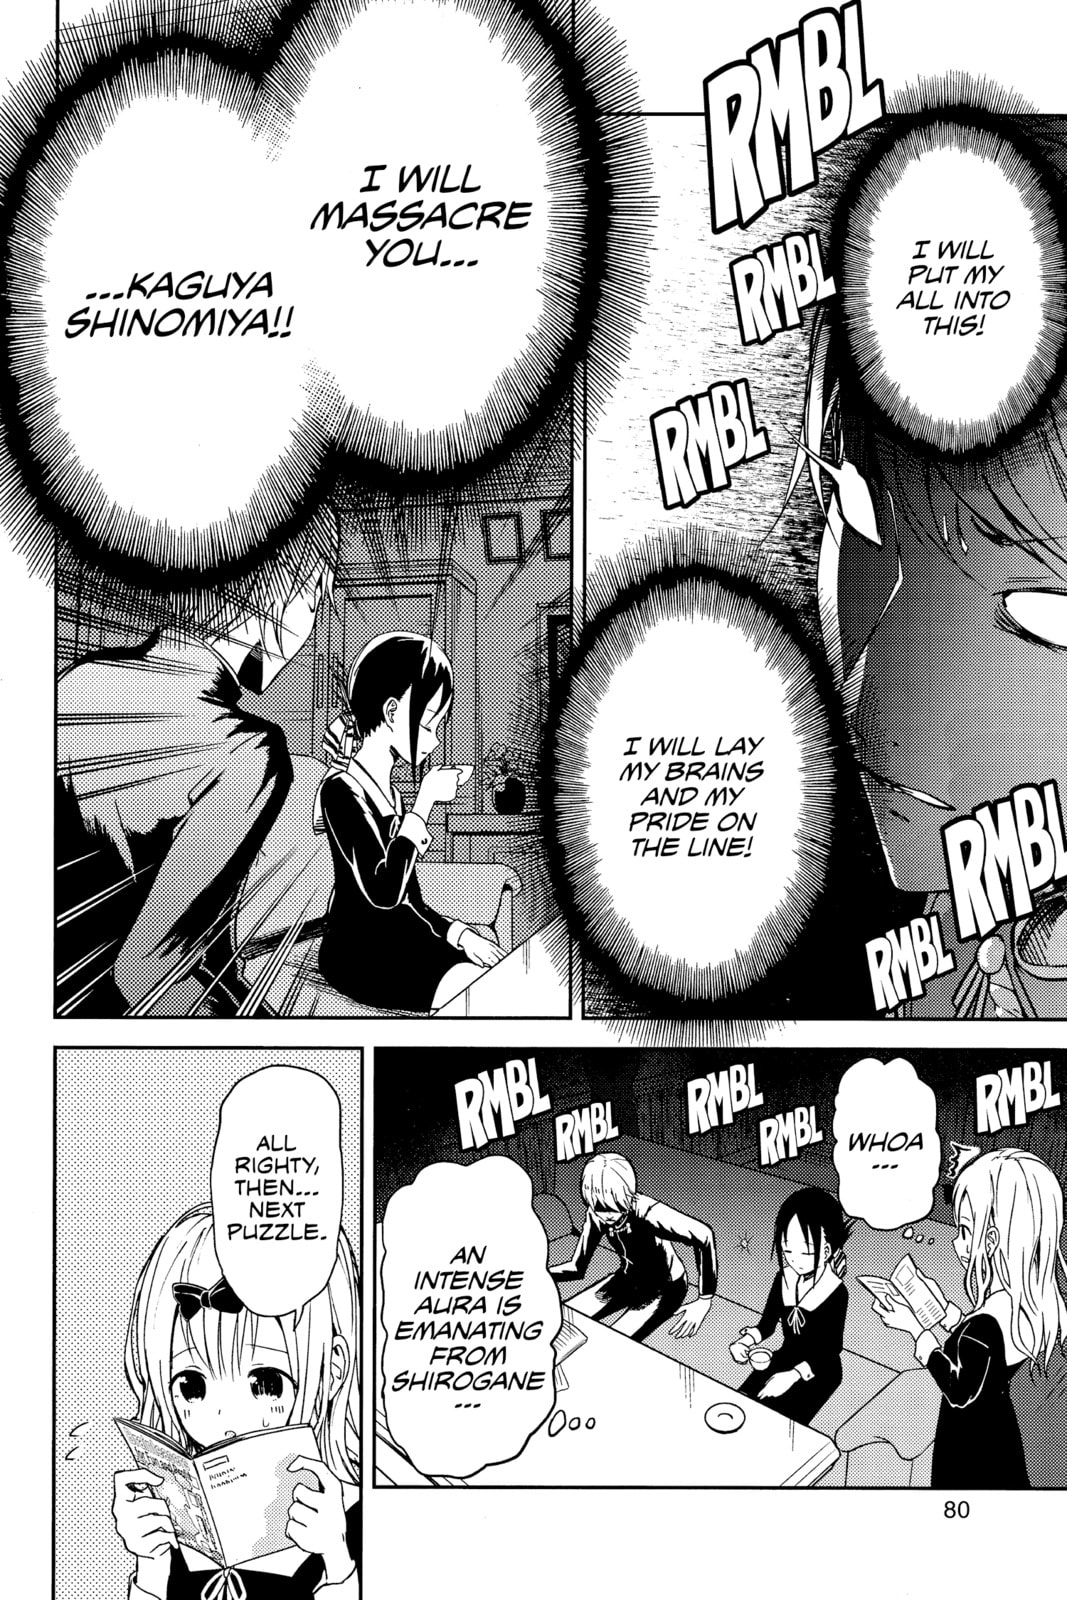 RMBL
I WILL
PUT MY
ALL INTO
THIS!
RMBL
RMBL
I WILL LAY
MY BRAINS
AND MY
PRIDE ON
THE LINE!
RMBL
RMBL
I WILL
MASSACRE
YOU...
...KAGUYA
SHINOMIYA!!
RMBL
WHOA
...
RMBL
RMBL
RMBL
RMBL
AN
INTENSE
AURA IS
EMANATING
FROM
SHIROGANE
...
ALL
RIGHTY,
THEN...
NEXT
PUZZLE.
80